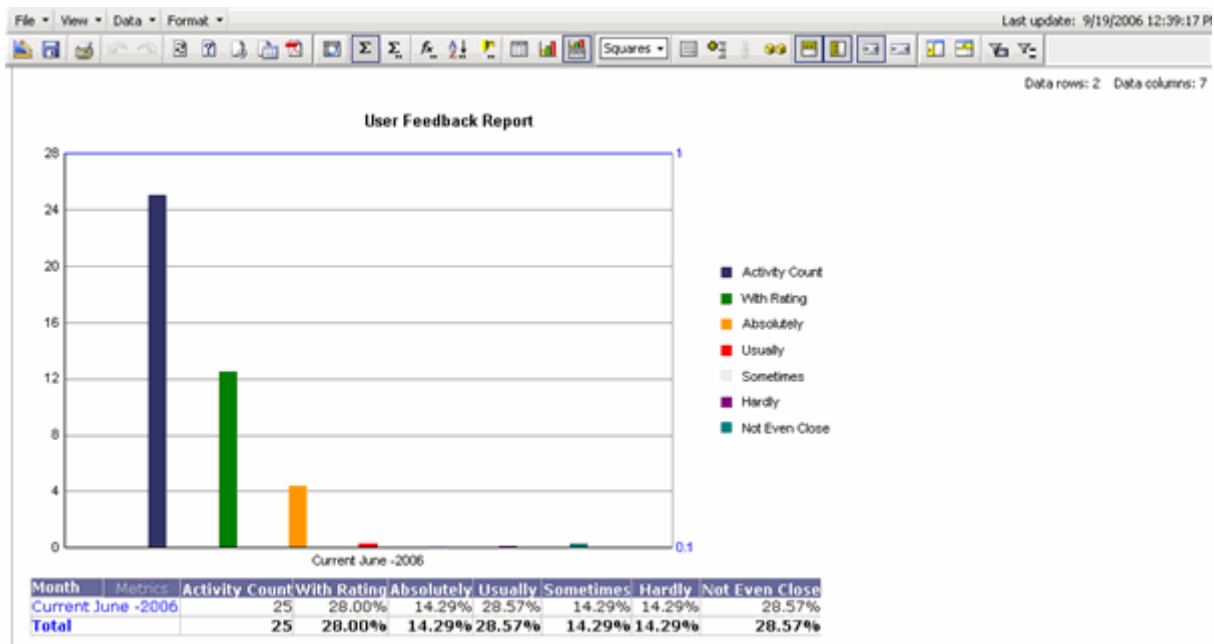 File View Data Format Last update: 9/19/2006 12:39:17 PM
Squares
Data rows: 2 Data columns: 7
User Feedback Report
28 1
24
20
16
12
8
4
0 0.1
Activity Count
With Rating
Absolutely
Usually
Sometimes
Hardly
Not Even Close
Current June -2006
Month Metrics Activity Count With Rating Absolutely Usually Sometimes Hardly Not Even Close
Current June -2006 25 28.00% 14.29% 28.57% 14.29% 14.29% 28.57%
Total 25 28.00% 14.29% 28.57% 14.29% 14.29% 28.57%